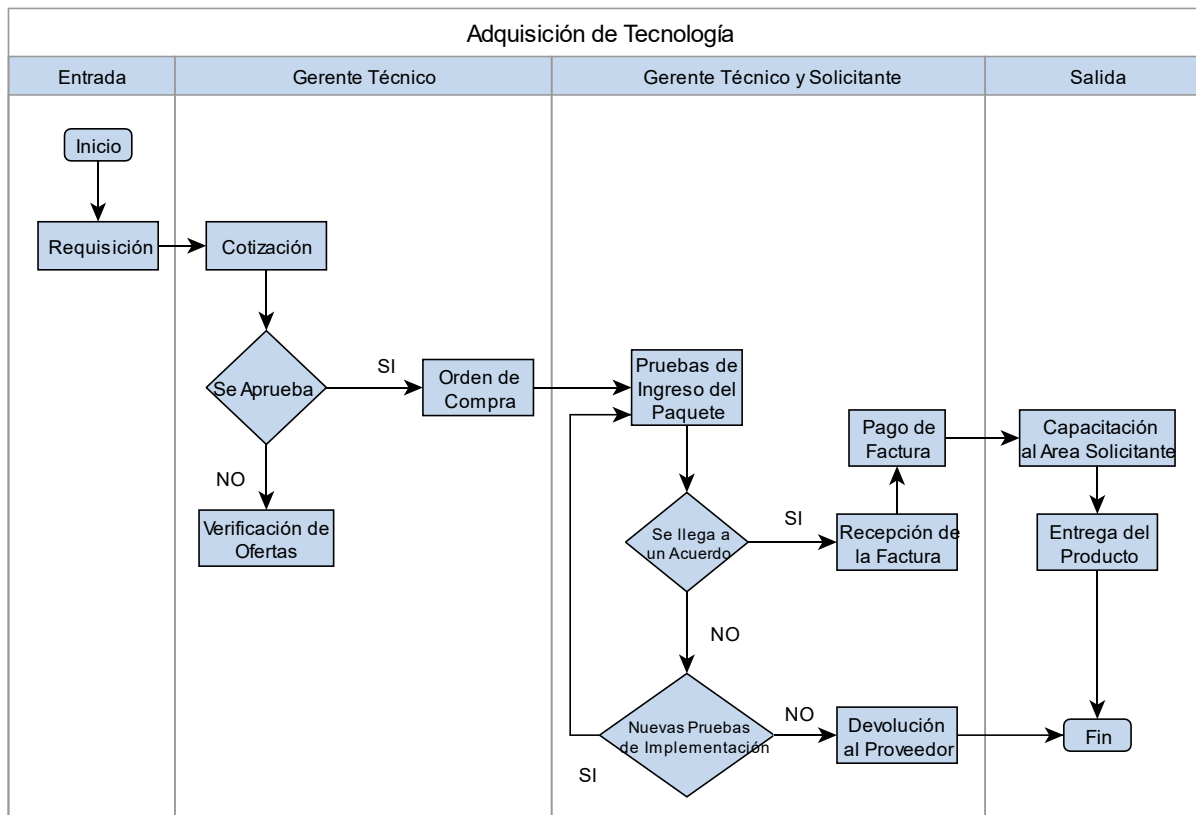 Adquisición de Tecnología
Entrada
Gerente Técnico
Gerente Técnico y Solicitante
Salida
Inicio
Requisición
Cotización
Se Aprueba
SI
Orden de
Compra
NO
Verificación de
Ofertas
Pruebas de
Ingreso del
Paquete
Se llega a
un Acuerdo
SI
Recepción de
la Factura
Pago de
Factura
NO
Nuevas Pruebas
de Implementación
SI
NO
Devolución
al Proveedor
Capacitación
al Area Solicitante
Entrega del
Producto
Fin